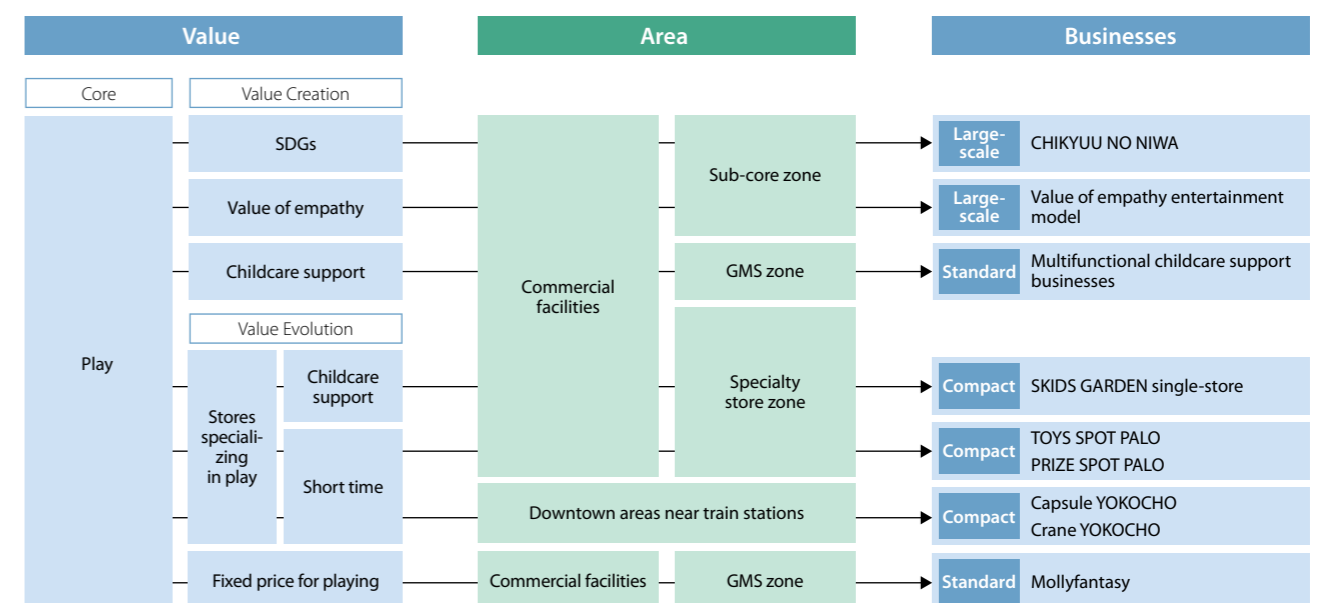 Value
Area
Businesses
Core
Value Creation
Play
SDGs
Commercial
facilities
Sub-core zone
Large-
scale
CHIKYUU NO NIWA
Value of empathy
Large-
scale
Value of empathy entertainment
model
Childcare support
GMS zone
Standard
Multifunctional childcare support
businesses
Value Evolution
Stores
speciali-
zing
in play
Childcare
support
Specialty
store zone
Compact
SKIDS GARDEN single-store
Short time
Compact
TOYS SPOT PALO
PRIZE SPOT PALO
Downtown areas near train stations
Compact
Capsule YOKOCHO
Crane YOKOCHO
Fixed price for playing
Commercial facilities
GMS zone
Standard
Mollyfantasy